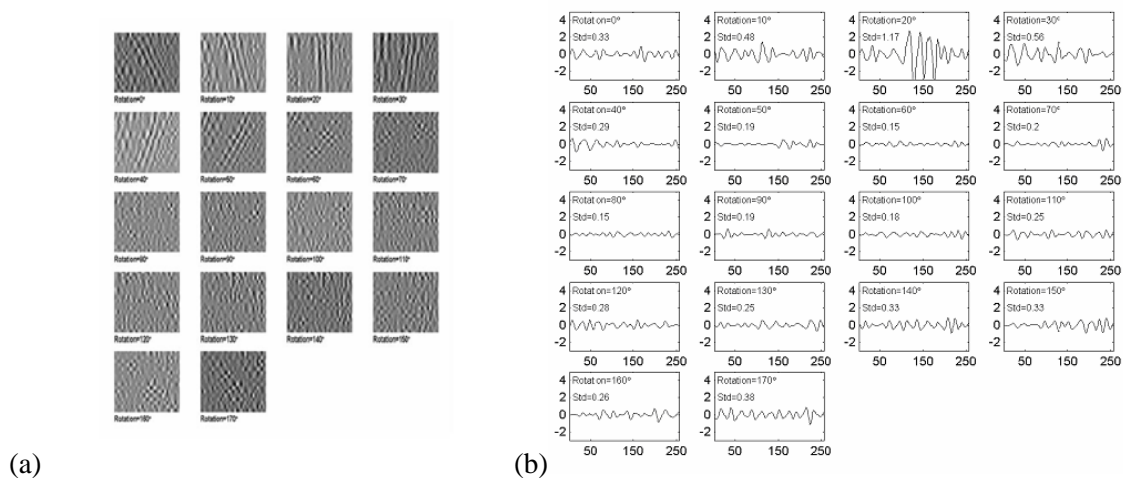 Rotation=0° Rotation=10° Rotation=20° Rotation=30°
Rotation=40° Rotation=50° Rotation=60° Rotation=70°
Rotation=80° Rotation=90° Rotation=100° Rotation=110°
Rotation=120° Rotation=130° Rotation=140° Rotation=150°
Rotation=160° Rotation=170°
(a)
(b)
4 Rotation=0° 4 Rotation=10° 4 Rotation=20° 4 Rotation=30°
2 Std=0.33 2 Std=0.48 2 Std=1.17 2 Std=0.56
0 0 0 0
-2 -2 -2 -2
50 150 250 50 150 250 50 150 250 50 150 250
4 Rotation=40° 4 Rotation=50° 4 Rotation=60° 4 Rotation=70°
2 Std=0.29 2 Std=0.19 2 Std=0.15 2 Std=0.2
0 0 0 0
-2 -2 -2 -2
50 150 250 50 150 250 50 150 250 50 150 250
4 Rotation=80° 4 Rotation=90° 4 Rotation=100° 4 Rotation=110°
2 Std=0.15 2 Std=0.19 2 Std=0.18 2 Std=0.25
0 0 0 0
-2 -2 -2 -2
50 150 250 50 150 250 50 150 250 50 150 250
4 Rotation=120° 4 Rotation=130° 4 Rotation=140° 4 Rotation=150°
2 Std=0.28 2 Std=0.25 2 Std=0.33 2 Std=0.33
0 0 0 0
-2 -2 -2 -2
50 150 250 50 150 250 50 150 250 50 150 250
4 Rotation=160° 4 Rotation=170°
2 Std=0.26 2 Std=0.38
0 0
-2 -2
50 150 250 50 150 250